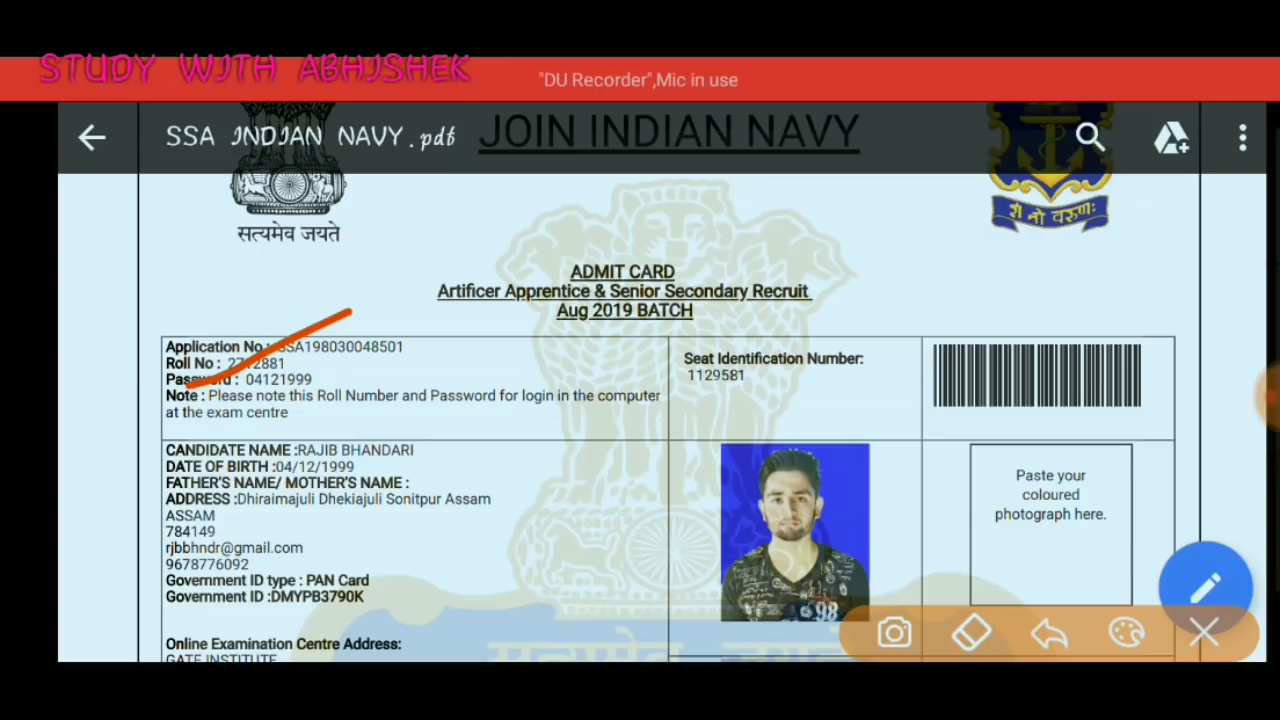 STUDY WITH ABHISHEK
"DU Recorder",Mic in use
SSA INDIAN NAVY.pdf
JOIN INDIAN NAVY
सत्यमेव जयते
शं नो वरुणः
ADMIT CARD
Artificer Apprentice & Senior Secondary Recruit
Aug 2019 BATCH
Application No : SSA198030048501
Roll No :
Password : 04121999
Note : Please note this Roll Number and Password for login in the computer
at the exam centre
Seat Identification Number:
1129581
CANDIDATE NAME :RAJIB BHANDARI
DATE OF BIRTH :04/12/1999
FATHER'S NAME/ MOTHER'S NAME :
ADDRESS :Dhiraimajuli Dhekiajuli Sonitpur Assam
ASSAM
784149
rjbbhndr@gmail.com
9678776092
Government ID type : PAN Card
Government ID :DMYPB3790K
98
Paste your
coloured
photograph here.
Online Examination Centre Address:
GATE INSTITUTE